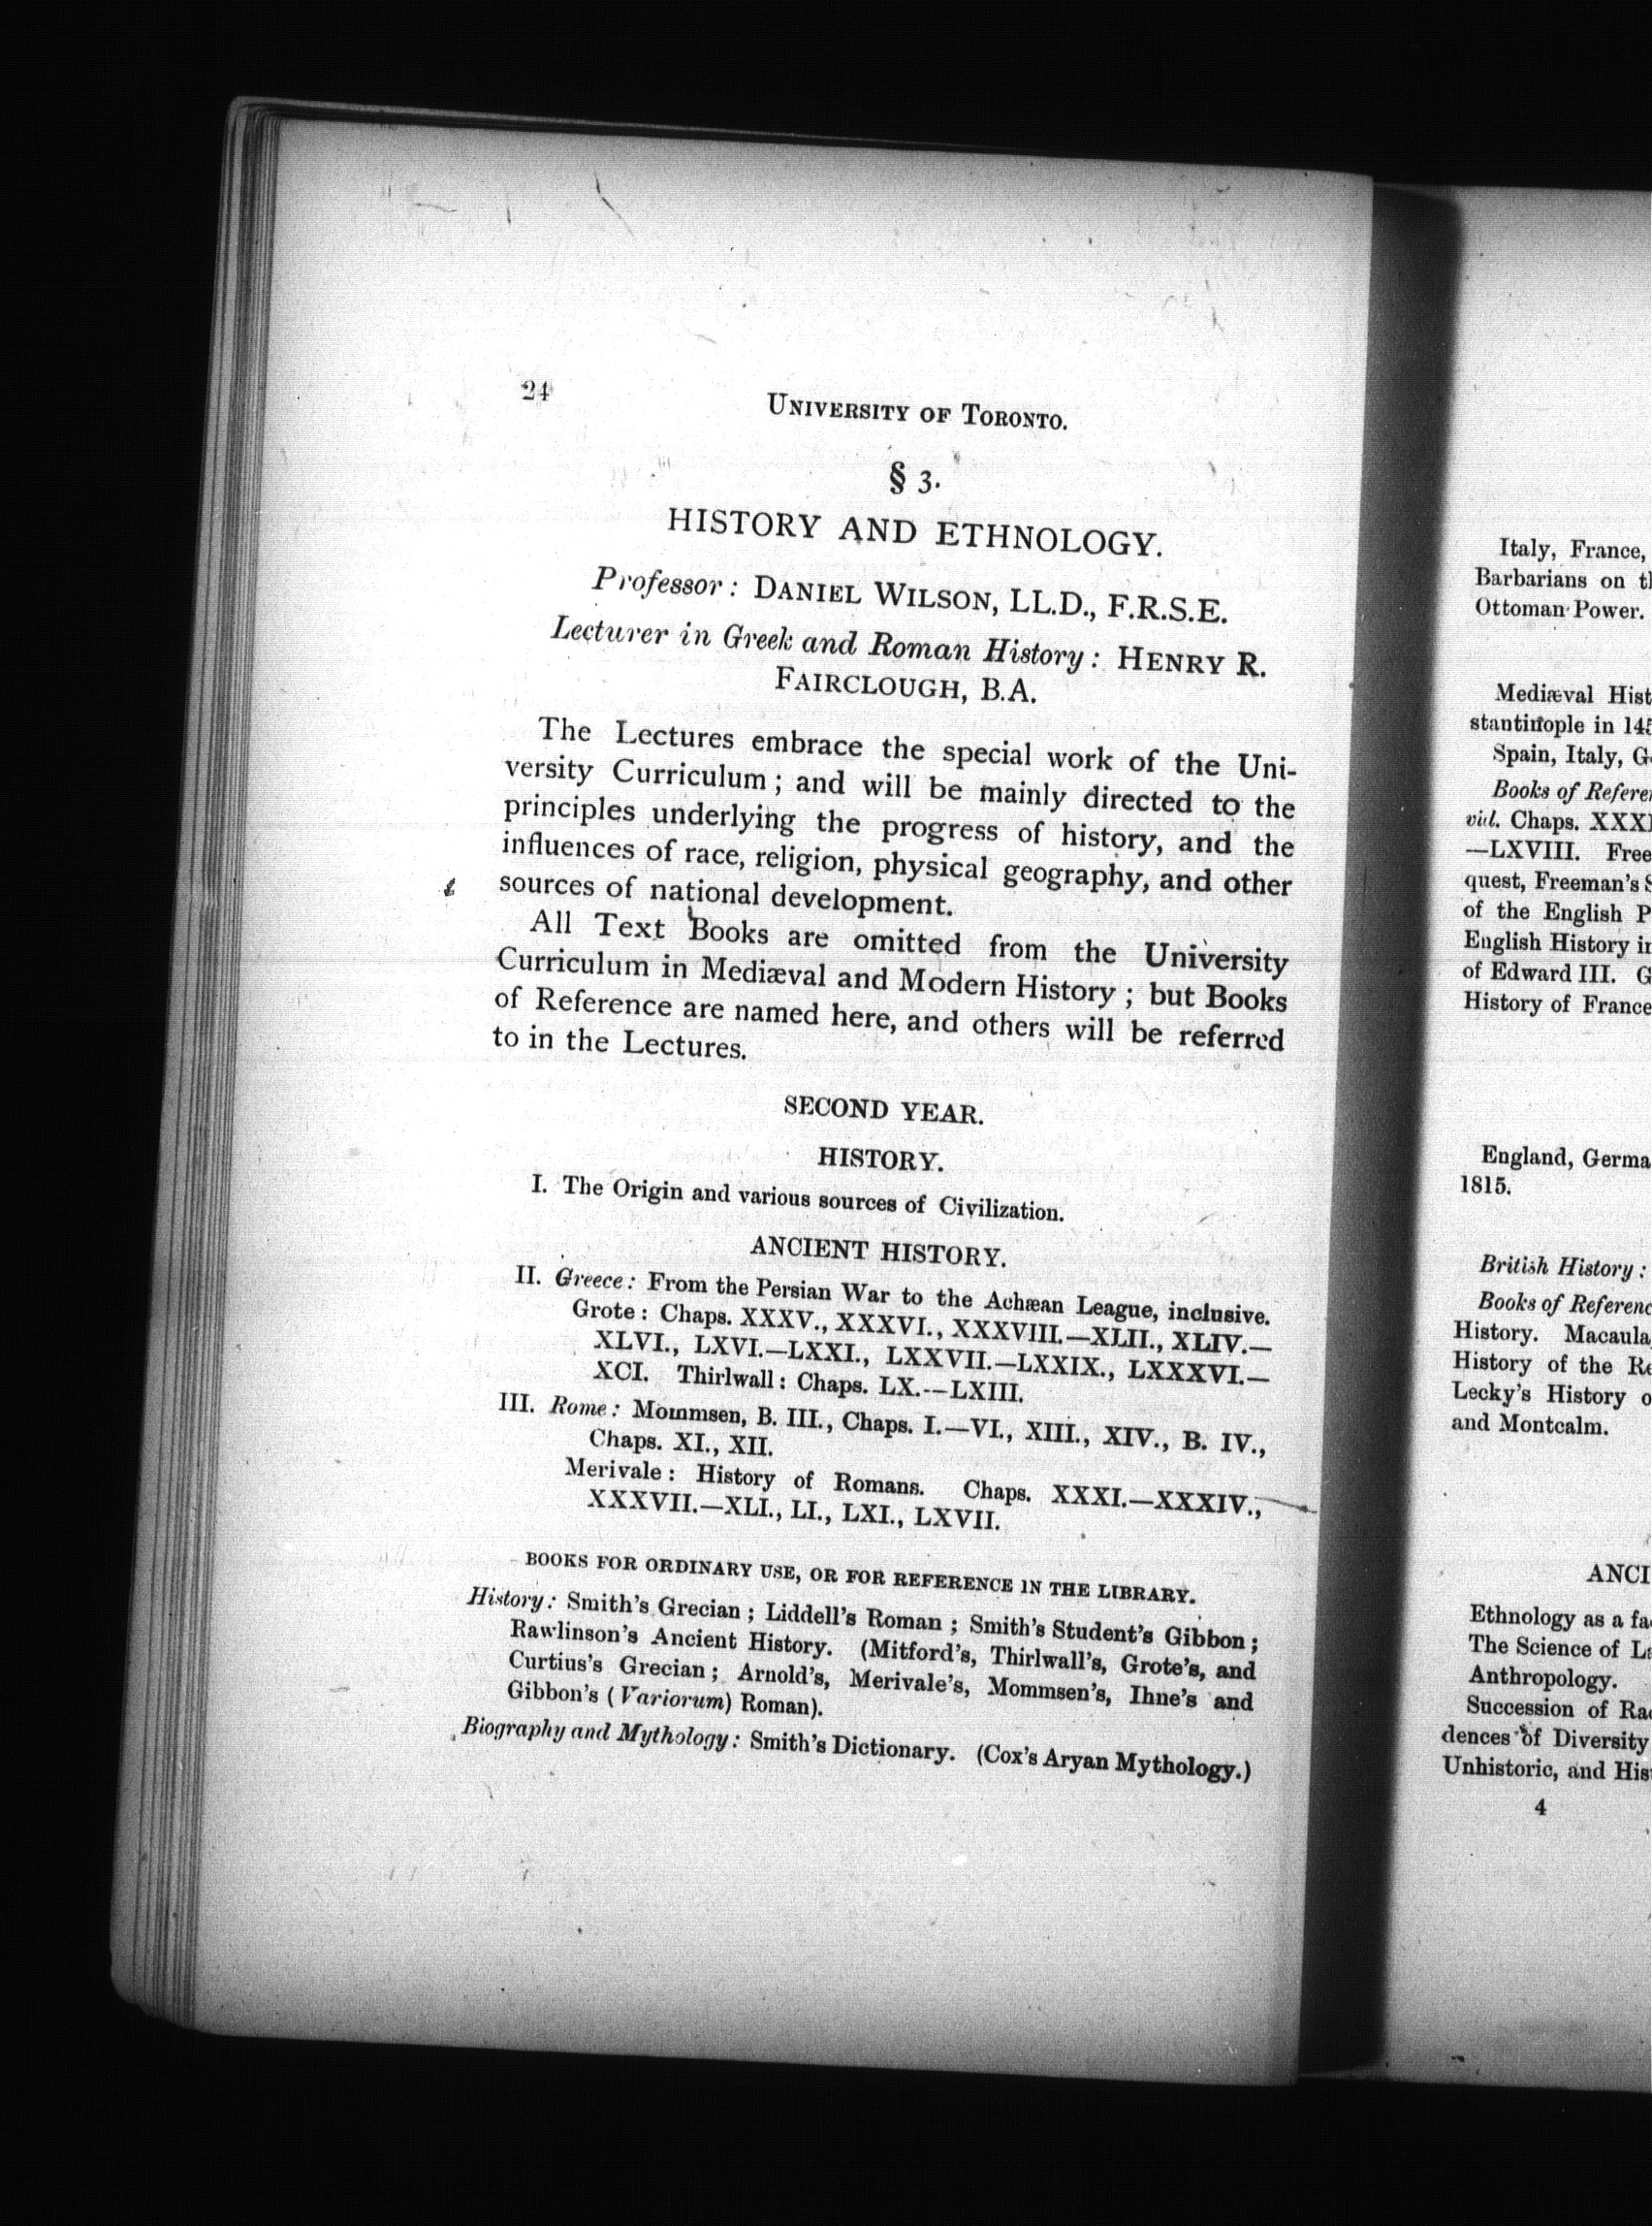 24
UNIVERSITY OF TORONTO.
§ 3.
HISTORY AND ETHNOLOGY.
Professor: DANIEL WILSON, LL.D., F.R.S.E.
Lecturer in Greek and Roman History: HENRY R.
FAIRCLOUGH, B.A.
The Lectures embrace the special work of the Uni-
versity Curriculum; and will be mainly directed to the
principles underlying the progress of history, and the
influences of race, religion, physical geography, and other
sources of national development.
All Text Books are omitted from the University
Curriculum in Mediæval and Modern History; but Books
of Reference are named here, and others will be referred
to in the Lectures.
SECOND YEAR.
HISTORY.
I. The Origin and various sources of Civilization.
ANCIENT HISTORY.
II. Greece: From the Persian War to the Achæan League, inclusive.
Grote: Chaps. XXXV., XXXVI., XXXVIII.—XLII., XLIV.—
XLVI., LXVI.—LXXI., LXXVII.—LXXIX., LXXXVI.—
XCI. Thirlwall: Chaps. LX.—LXIII.
III. Rome: Mommsen, B. III., Chaps. I.—VI., XIII., XIV., B. IV.,
Chaps. XI., XII.
Merivale: History of Romans. Chaps. XXXI.—XXXIV.,
XXXVII.—XLI., LI., LXI., LXVII.
BOOKS FOR ORDINARY USE, OR FOR REFERENCE IN THE LIBRARY.
History: Smith's Grecian; Liddell's Roman; Smith's Student's Gibbon;
Rawlinson's Ancient History. (Mitford's, Thirlwall's, Grote's, and
Curtius's Grecian; Arnold's, Merivale's, Mommsen's, Ihne's and
Gibbon's (Variorum) Roman).
Biography and Mythology: Smith's Dictionary. (Cox's Aryan Mythology.)
Italy, France,
Barbarians on
Ottoman Power.
Mediæval
stantinople in
Spain, Italy,
Books of
Chaps.
—LXVIII.
quest, Freeman's
of the English
English History
of Edward III.
History of France
England,
1815.
British History:
Books of
History.
History of the
Lecky's History
and Montcalm.
Ethnology as a
The Science of
Anthropology.
Succession of
dences of Diversity
Unhistoric, and
4